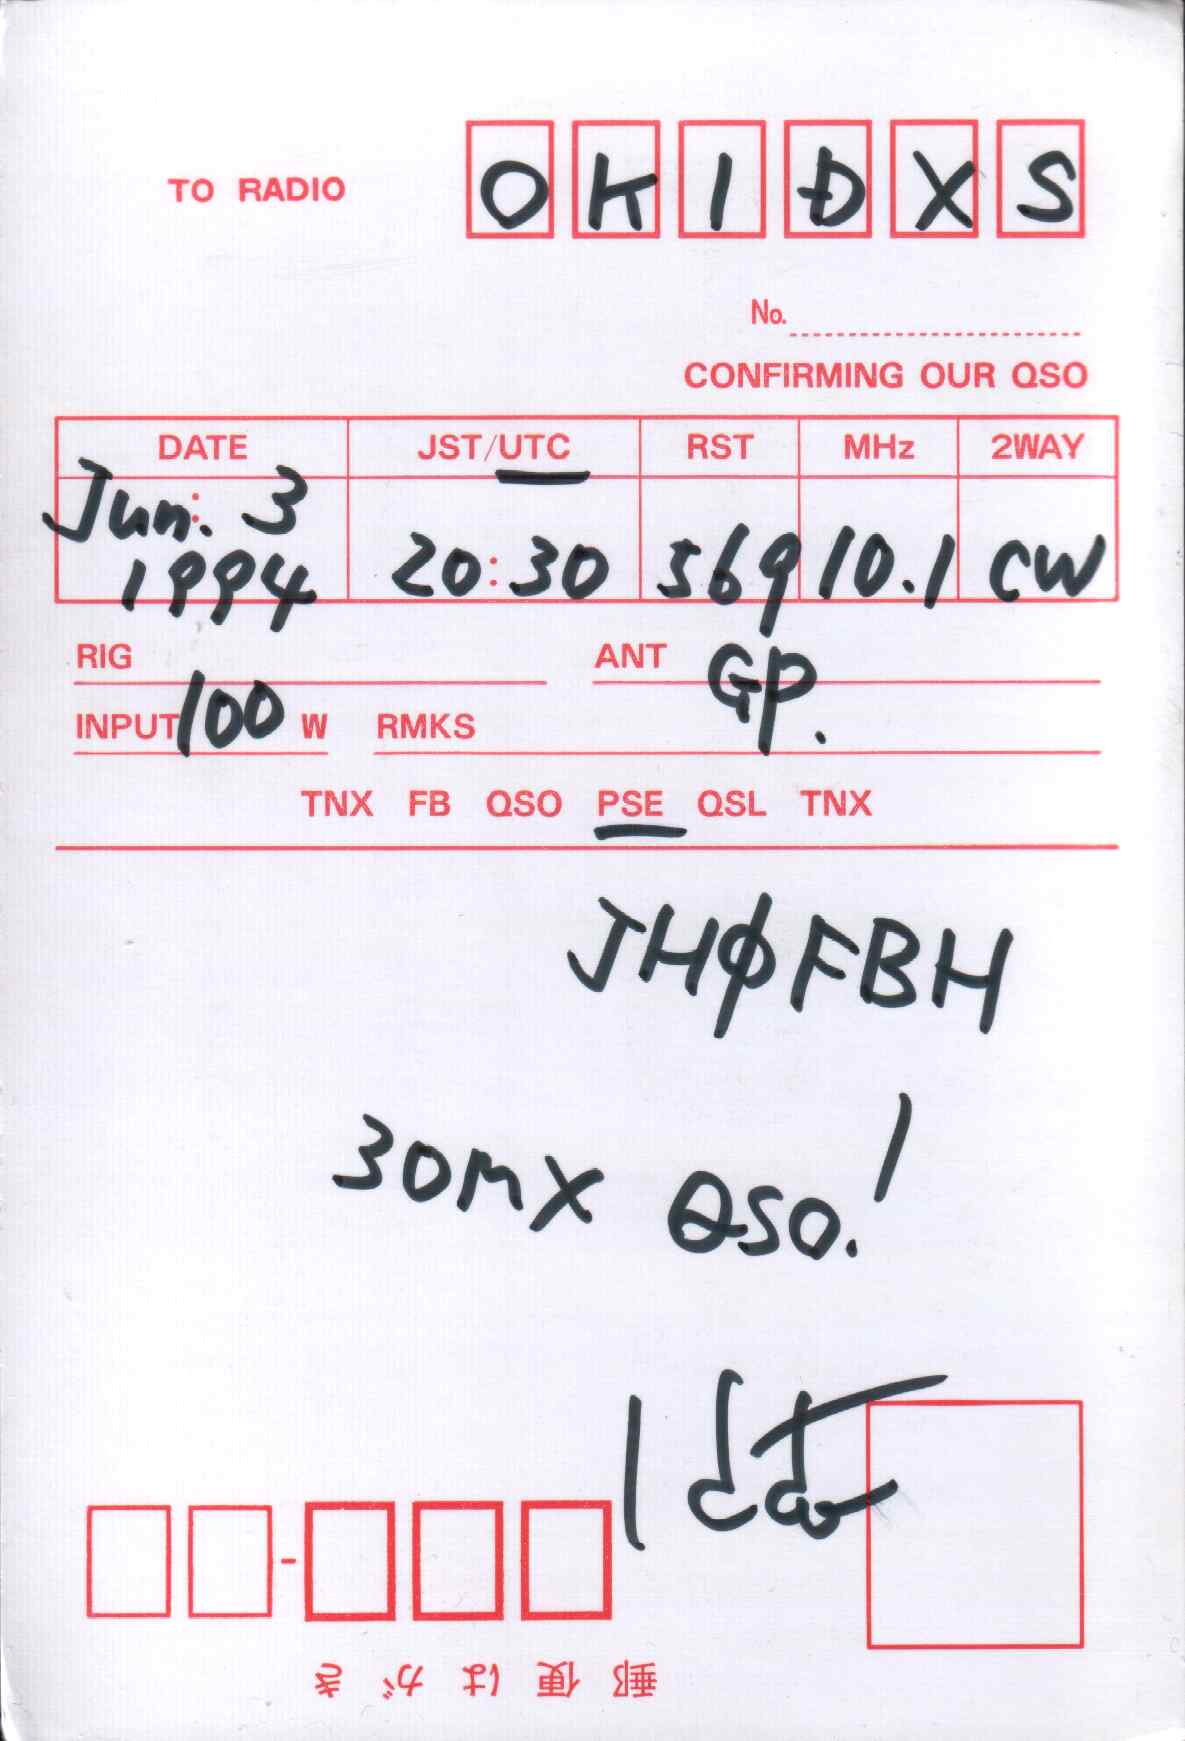 TO RADIO OK1DXS
No.
CONFIRMING OUR QSO
DATE JST/UTC RST MHz 2WAY
Jun. 3
1994 20:30 569 10.1 CW
RIG ANT GP.
INPUT 100 W RMKS
TNX FB QSO PSE QSL TNX
JHØFBH
30mX QSO.!
郵便はがき